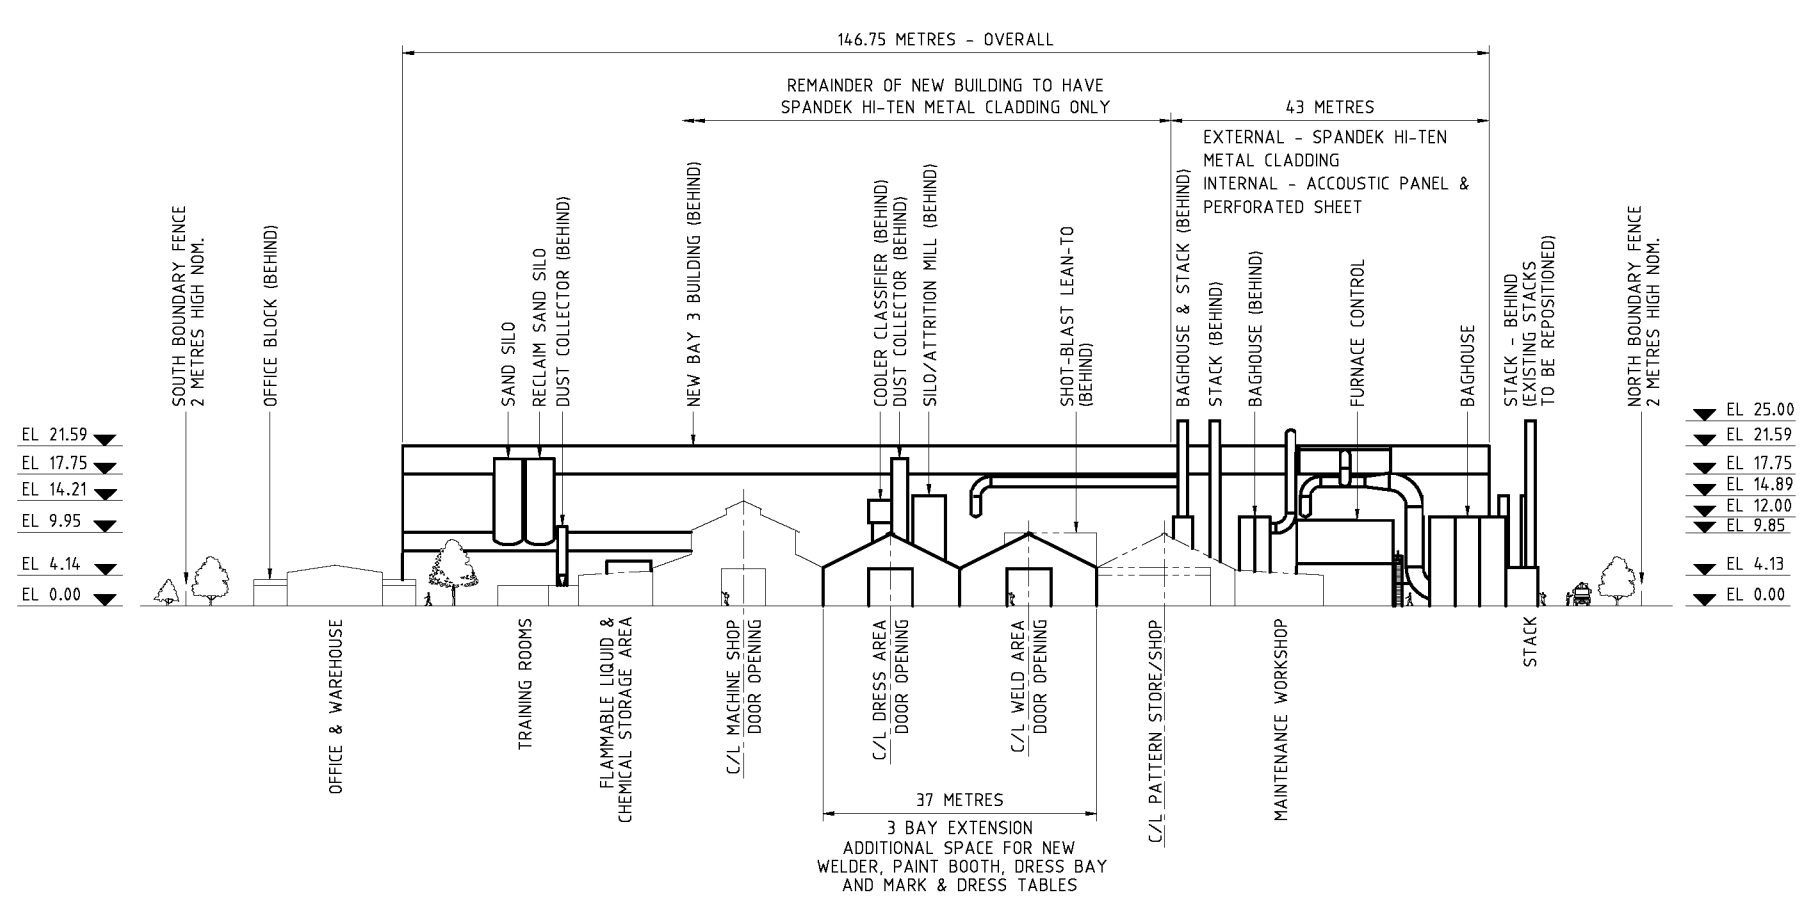 146.75 METRES - OVERALL
REMAINDER OF NEW BUILDING TO HAVE
SPANDEK HI-TEN METAL CLADDING ONLY
43 METRES
EXTERNAL - SPANDEK HI-TEN
METAL CLADDING
INTERNAL - ACCOUSTIC PANEL &
PERFORATED SHEET
SOUTH BOUNDARY FENCE
2 METRES HIGH NOM.
OFFICE BLOCK (BEHIND)
SAND SILO
RECLAIM SAND SILO
DUST COLLECTOR (BEHIND)
NEW BAY 3 BUILDING (BEHIND)
COOLER CLASSIFIER (BEHIND)
DUST COLLECTOR (BEHIND)
SILO/ATTRITION MILL (BEHIND)
SHOT-BLAST LEAN-TO
(BEHIND)
BAGHOUSE & STACK (BEHIND)
STACK (BEHIND)
BAGHOUSE (BEHIND)
FURNACE CONTROL
BAGHOUSE
STACK - BEHIND
(EXISTING STACKS
TO BE REPOSITIONED)
NORTH BOUNDARY FENCE
2 METRES HIGH NOM.
EL 21.59
EL 17.75
EL 14.21
EL 9.95
EL 4.14
EL 0.00
EL 25.00
EL 21.59
EL 17.75
EL 14.89
EL 12.00
EL 9.85
EL 4.13
EL 0.00
OFFICE & WAREHOUSE
TRAINING ROOMS
FLAMMABLE LIQUID &
CHEMICAL STORAGE AREA
C/L MACHINE SHOP
DOOR OPENING
C/L DRESS AREA
DOOR OPENING
C/L WELD AREA
DOOR OPENING
C/L PATTERN STORE/SHOP
MAINTENANCE WORKSHOP
STACK
37 METRES
3 BAY EXTENSION
ADDITIONAL SPACE FOR NEW
WELDER, PAINT BOOTH, DRESS BAY
AND MARK & DRESS TABLES